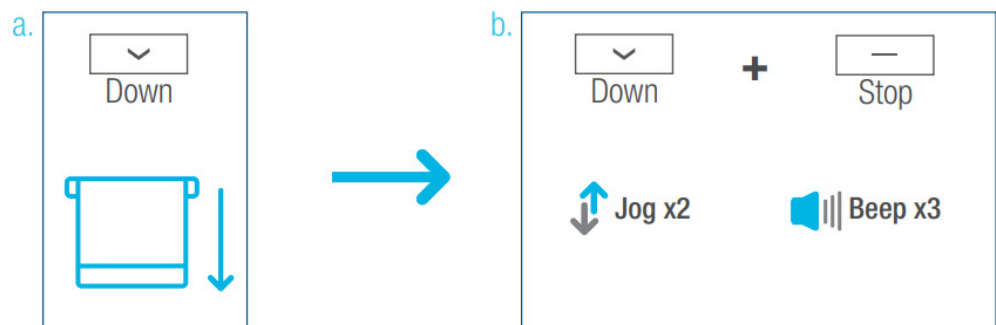 a.
Down
b.
Down + Stop
Jog x2 Beep x3